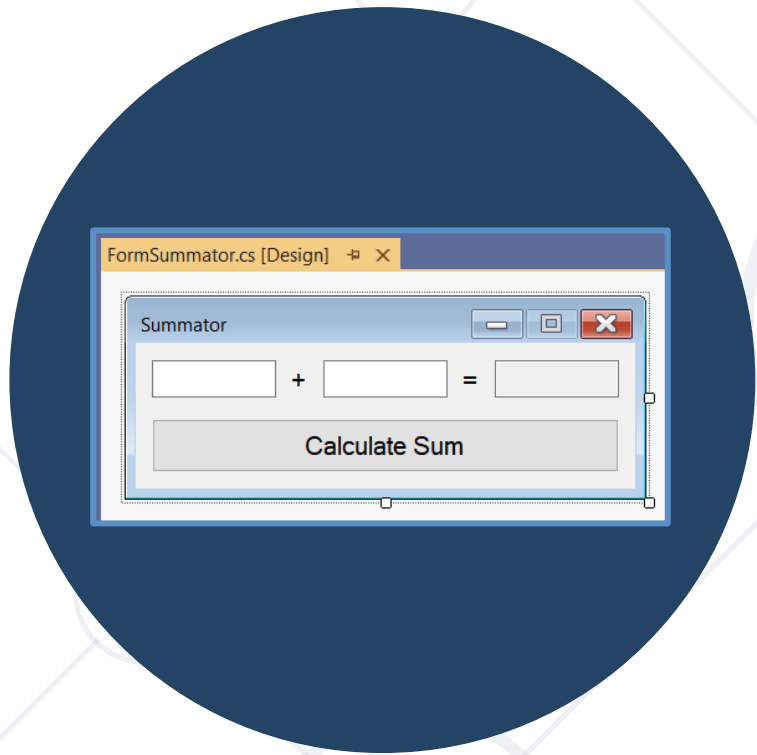 FormSummator.cs [Design]
Summator
+ =
Calculate Sum